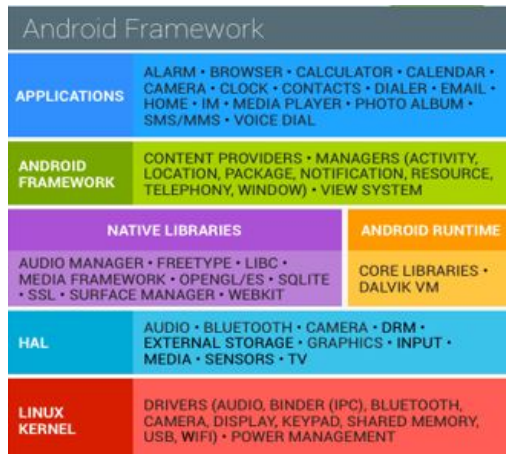 Android Framework
APPLICATIONS
ALARM • BROWSER • CALCULATOR • CALENDAR •
CAMERA • CLOCK • CONTACTS • DIALER • EMAIL •
HOME • IM • MEDIA PLAYER • PHOTO ALBUM •
SMS/MMS • VOICE DIAL
ANDROID
FRAMEWORK
CONTENT PROVIDERS • MANAGERS (ACTIVITY,
LOCATION, PACKAGE, NOTIFICATION, RESOURCE,
TELEPHONY, WINDOW) • VIEW SYSTEM
NATIVE LIBRARIES
AUDIO MANAGER • FREETYPE • LIBC •
MEDIA FRAMEWORK • OPENGL/ES • SQLITE
• SSL • SURFACE MANAGER • WEBKIT
ANDROID RUNTIME
CORE LIBRARIES •
DALVIK VM
HAL
AUDIO • BLUETOOTH • CAMERA • DRM •
EXTERNAL STORAGE • GRAPHICS • INPUT •
MEDIA • SENSORS • TV
LINUX
KERNEL
DRIVERS (AUDIO, BINDER (IPC), BLUETOOTH,
CAMERA, DISPLAY, KEYPAD, SHARED MEMORY,
USB, WIFI) • POWER MANAGEMENT